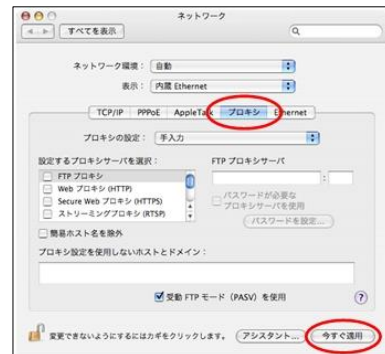 ネットワーク
すべてを表示
ネットワーク環境： 自動
表示： 内蔵 Ethernet
TCP/IP PPPoE AppleTalk プロキシ Ethernet
プロキシの設定： 手入力
設定するプロキシサーバを選択： FTP プロキシサーバ
FTP プロキシ
Web プロキシ (HTTP)
Secure Web プロキシ (HTTPS)
ストリーミングプロキシ (RTSP)
:
パスワードが必要な
プロキシサーバを使用
パスワードを設定...
簡易ホスト名を除外
プロキシ設定を使用しないホストとドメイン：
受動 FTP モード（PASV）を使用
?
変更できないようにするにはカギをクリックします。 アシスタント... 今すぐ適用